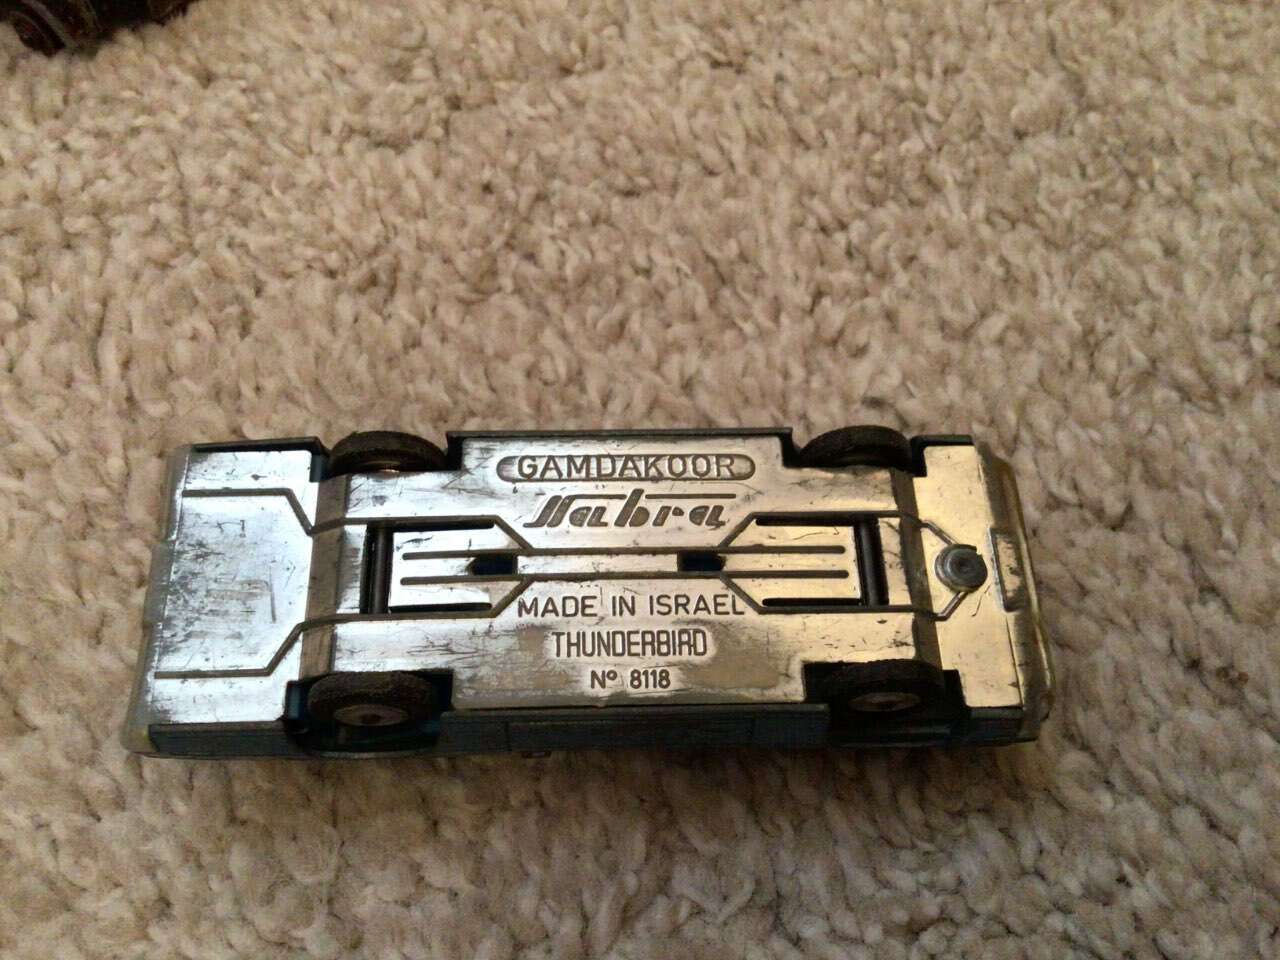 GAMDAKOOR
Sabra
MADE IN ISRAEL
THUNDERBIRD
Nº 8118